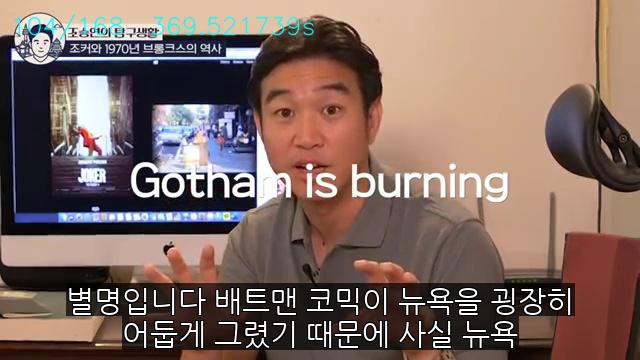 104/168  369.521739s
조승연의 탐구생활
조커와 1970년 브롱크스의 역사
JOKER
Gotham is burning
별명입니다 배트맨 코믹이 뉴욕을 굉장히
어둡게 그렸기 때문에 사실 뉴욕